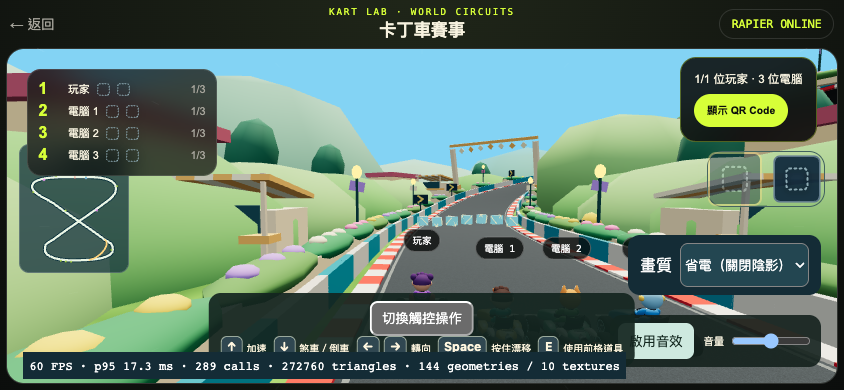 ← 返回
KART LAB · WORLD CIRCUITS
卡丁車賽事
RAPIER ONLINE
1 玩家 1/3
2 電腦 1 1/3
3 電腦 2 1/3
4 電腦 3 1/3
1/1 位玩家 · 3 位電腦
顯示 QR Code
玩家
電腦 1
電腦 2
畫質 省電（關閉陰影）
切換觸控操作
↑ 加速 ↓ 煞車 / 倒車 ← → 轉向 Space 按住漂移 E 使用前格道具
啟用音效
音量
60 FPS · p95 17.3 ms · 289 calls · 272760 triangles · 144 geometries / 10 textures